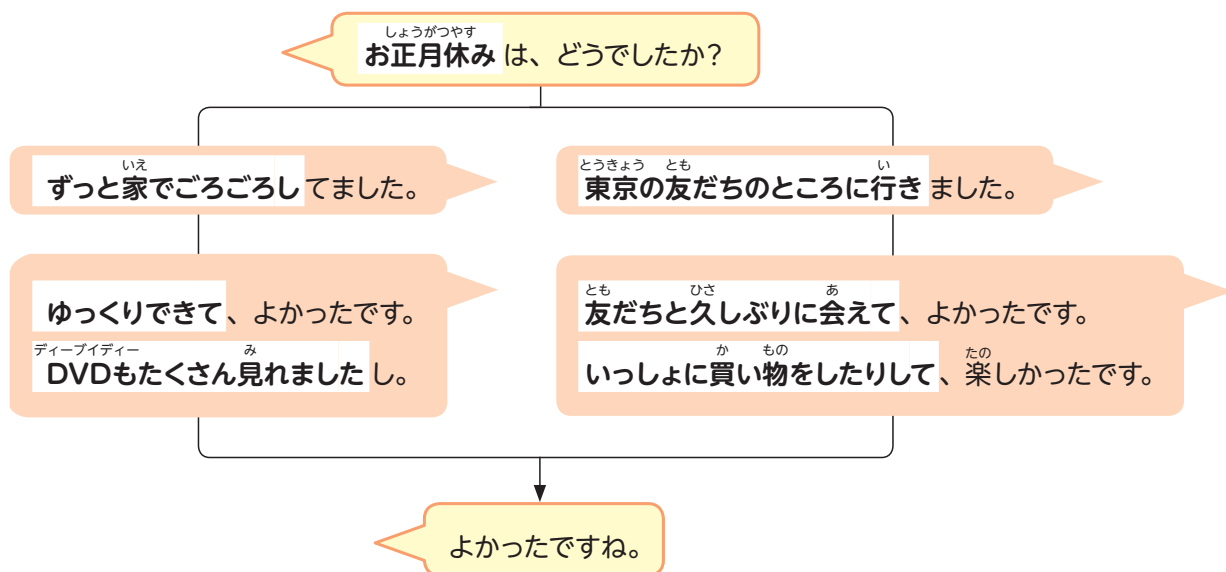 しょうがつやす
お正月休みは、どうでしたか？
いえ
ずっと家でごろごろしてました。
とうきょう とも い
東京の友だちのところに行きました。
ゆっくりできて、よかったです。
ディーブイディー み
DVDもたくさん見れましたし。
とも ひさ あ
友だちと久しぶりに会えて、よかったです。
か もの たの
いっしょに買い物をしたりして、楽しかったです。
よかったですね。